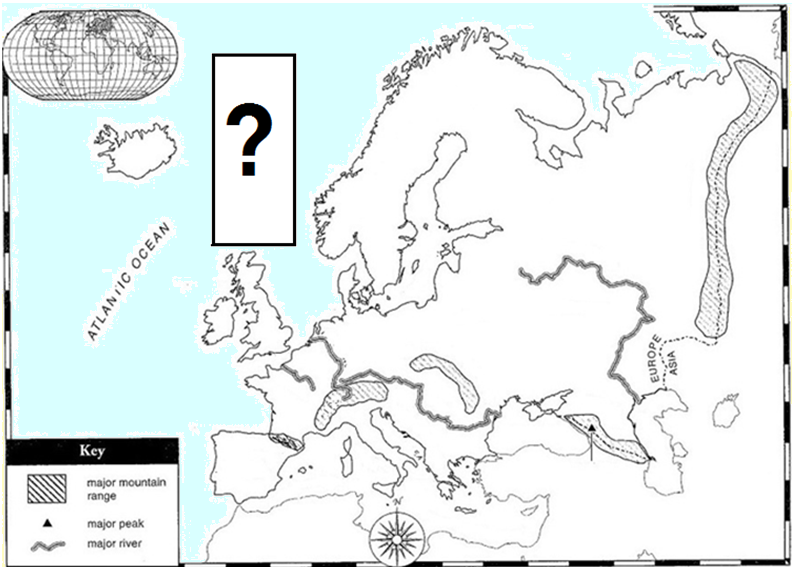 ?
ATLANTIC OCEAN
EUROPE
ASIA
Key
major mountain
range
major peak
major river
N